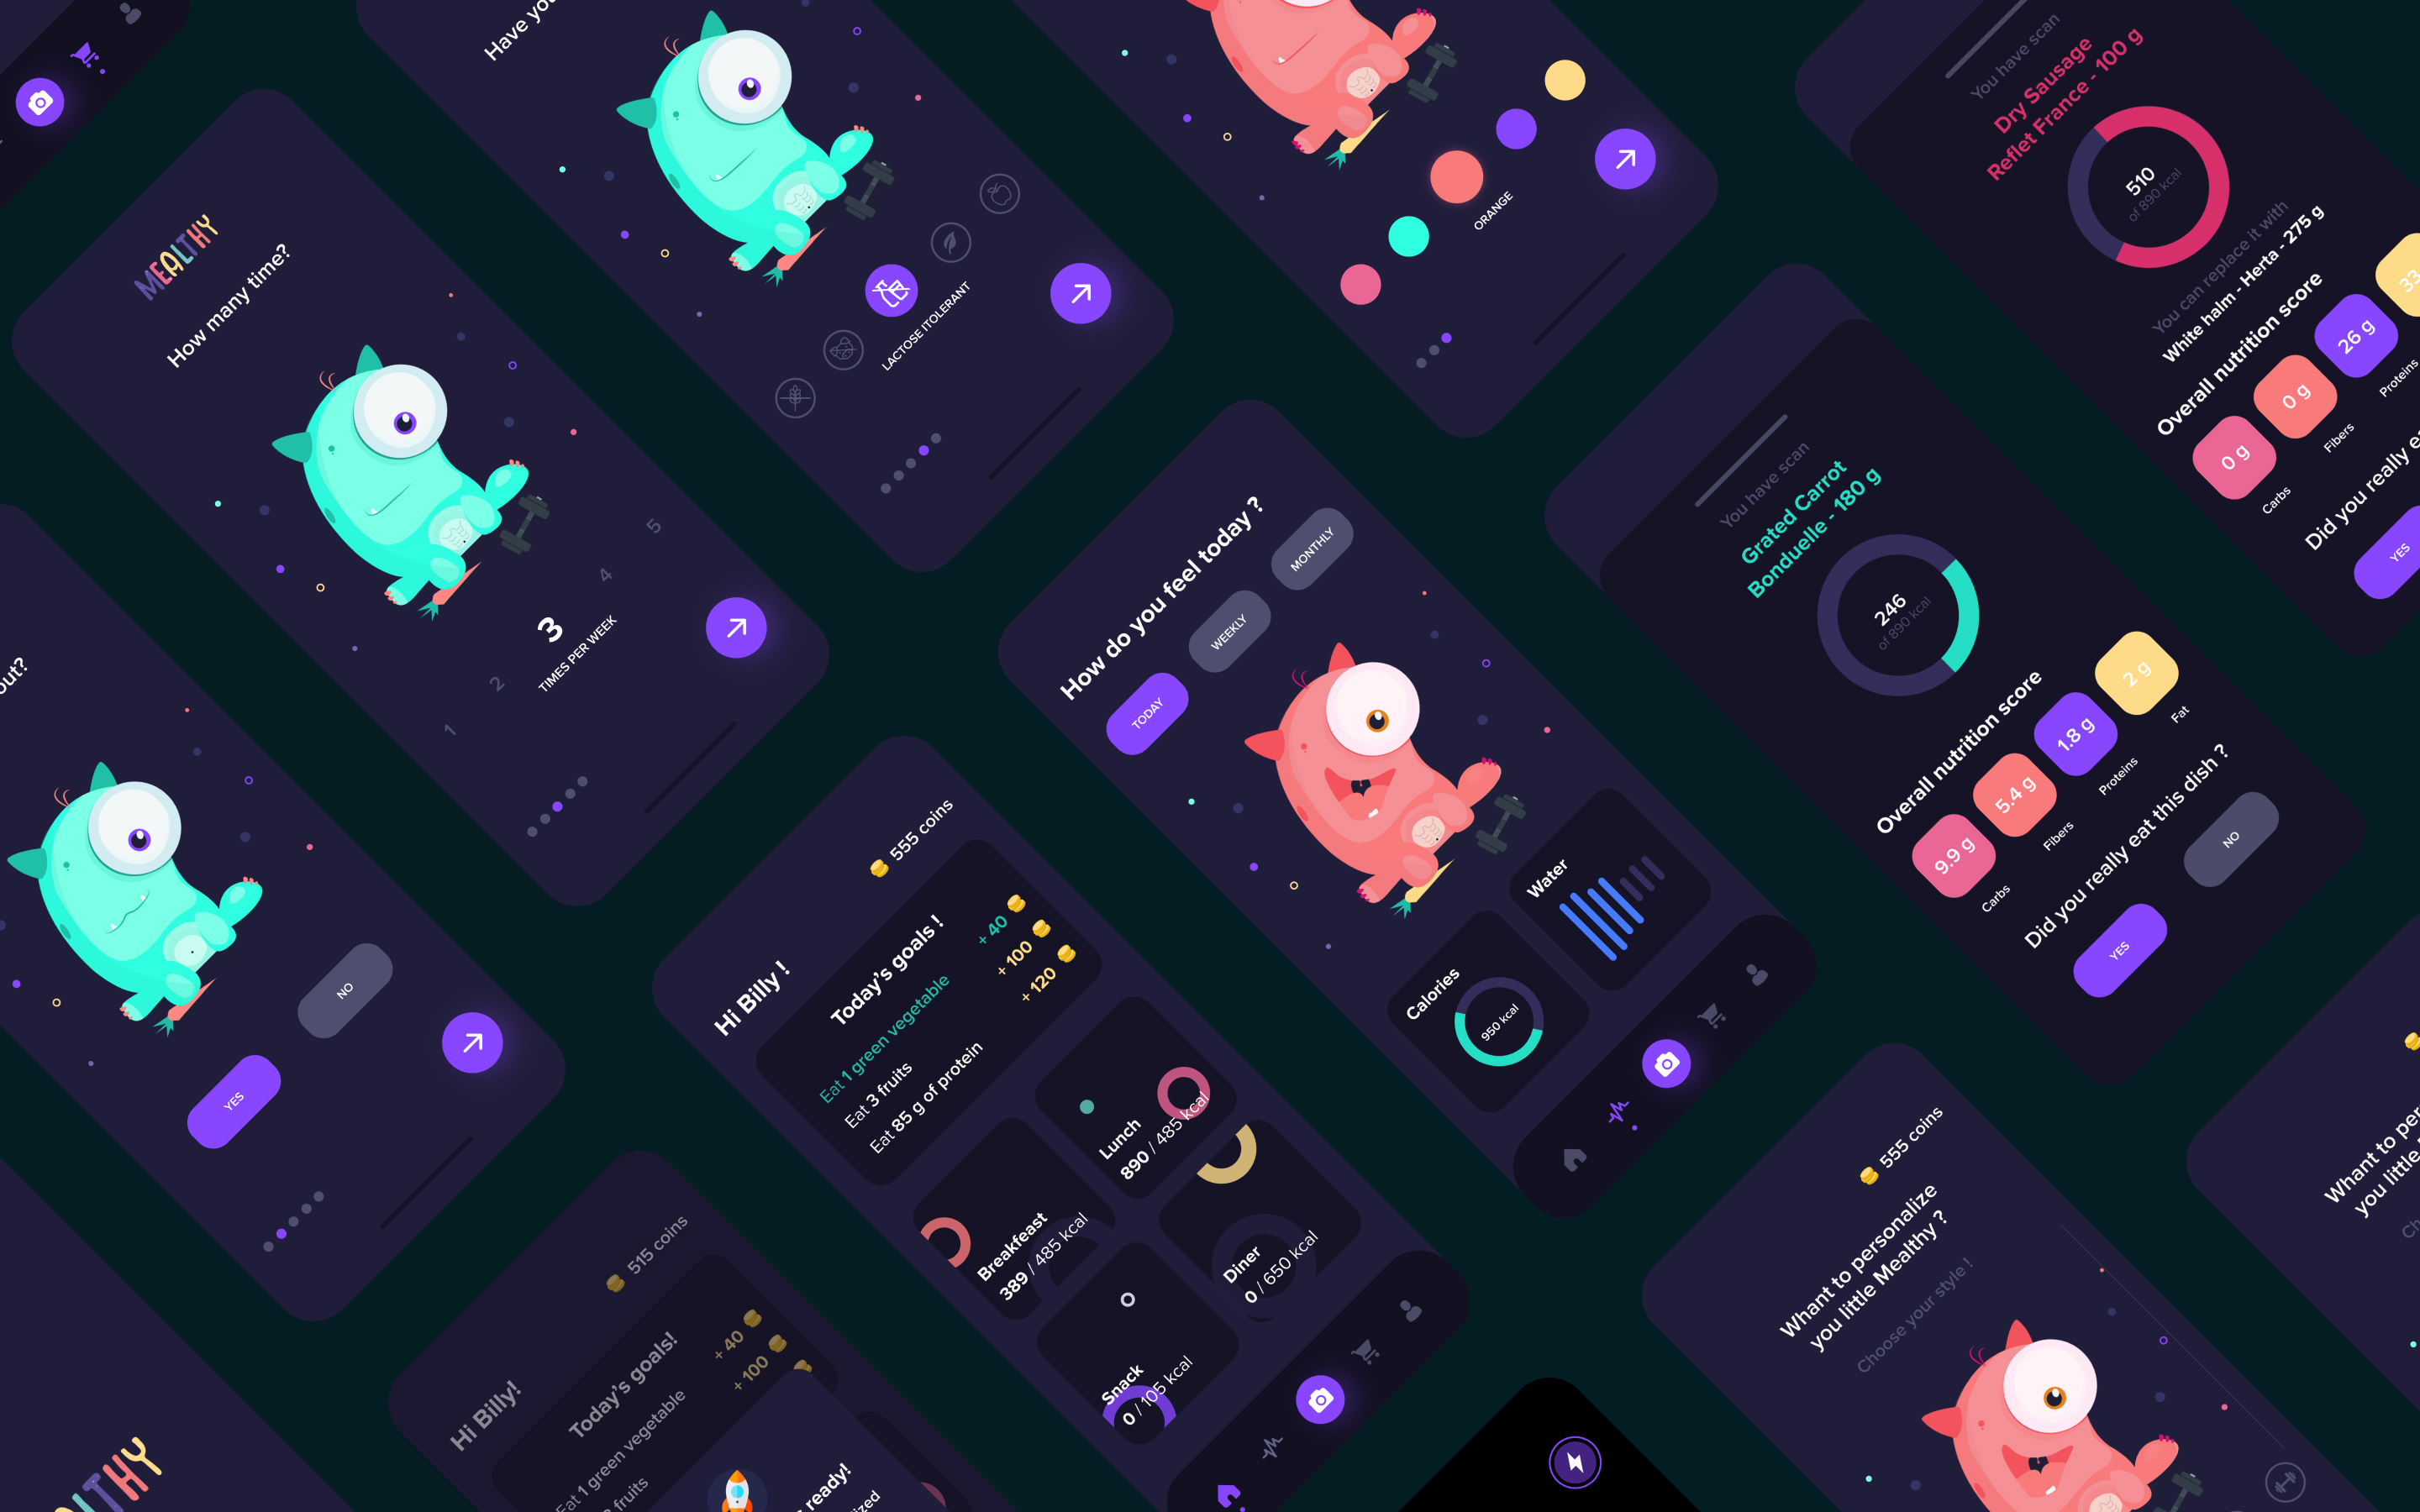 MEALTHY
How many time?
1
2
3
4
5
TIMES PER WEEK
Have you
LACTOSE ITOLERANT
ORANGE
You have scan
Dry Sausage
Reflet France - 100 g
510
of 890 kcal
You can replace it with
White halm - Herta - 275 g
Overall nutrition score
0 g
Carbs
0 g
Fibers
26 g
Proteins
33
Did you really ea
YES
out?
YES
NO
How do you feel today ?
TODAY
WEEKLY
MONTHLY
Calories
950 kcal
Water
You have scan
Grated Carrot
Bonduelle - 180 g
246
of 890 kcal
Overall nutrition score
9.9 g
Carbs
5.4 g
Fibers
1.8 g
Proteins
2 g
Fat
Did you really eat this dish ?
YES
NO
555 coins
Hi Billy !
Today's goals !
Eat 1 green vegetable
+ 40
Eat 3 fruits
+ 100
Eat 85 g of protein
+ 120
Breakfeast
389 / 485 kcal
Lunch
890 / 485 kcal
Snack
0 / 105 kcal
Diner
0 / 650 kcal
515 coins
Hi Billy!
Today's goals!
Eat 1 green vegetable
+ 40
fruits
+ 100
ready!
ized
555 coins
Whant to personalize
you little Mealthy ?
Choose your style !
Whant to per
you little
Ch
ALTHY